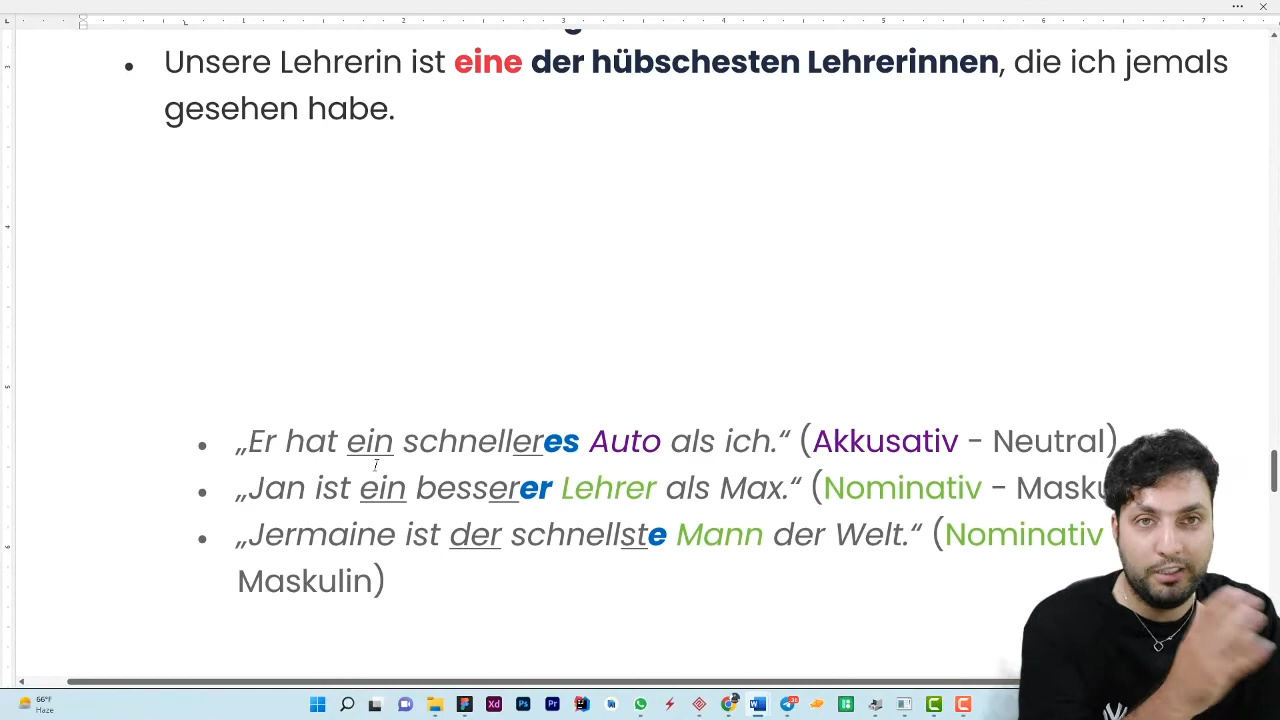 Unsere Lehrerin ist eine der hübschesten Lehrerinnen, die ich jemals
gesehen habe.
„Er hat ein schnelleres Auto als ich.“ (Akkusativ - Neutral)
„Jan ist ein besserer Lehrer als Max.“ (Nominativ - Masku
„Jermaine ist der schnellste Mann der Welt.“ (Nominativ
Maskulin)
66°F
Haze